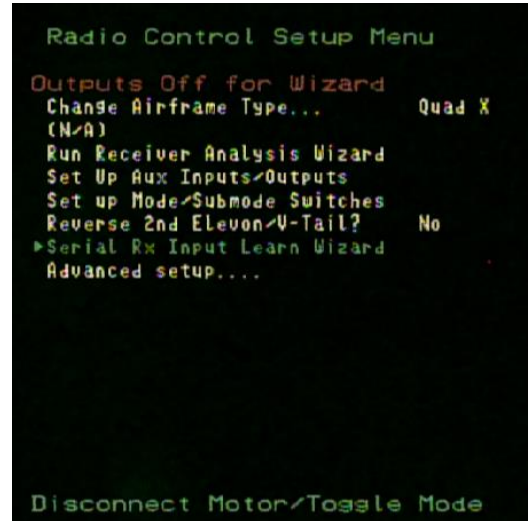 Radio Control Setup Menu
Outputs Off for Wizard
Change Airframe Type... Quad X
(N/A)
Run Receiver Analysis Wizard
Set Up Aux Inputs/Outputs
Set up Mode/Submode Switches
Reverse 2nd Elevon/V-Tail? No
▶Serial Rx Input Learn Wizard
Advanced setup....
Disconnect Motor/Toggle Mode